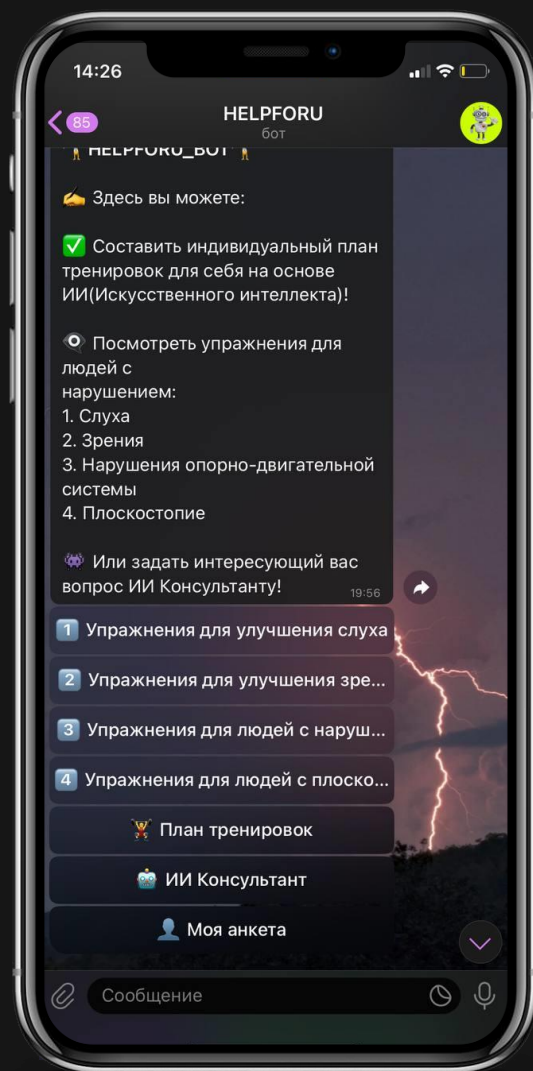 14:26
85
HELPFORU
бот
HELPFORU_BOT
✍️ Здесь вы можете:
✅ Составить индивидуальный план
тренировок для себя на основе
ИИ(Искусственного интеллекта)!
👁‍🗨 Посмотреть упражнения для
людей с
нарушением:
1. Слуха
2. Зрения
3. Нарушения опорно-двигательной
системы
4. Плоскостопие
👾 Или задать интересующий вас
вопрос ИИ Консультанту!
19:56
1️⃣ Упражнения для улучшения слуха
2️⃣ Упражнения для улучшения зре...
3️⃣ Упражнения для людей с наруш...
4️⃣ Упражнения для людей с плоско...
🏋️ План тренировок
🤖 ИИ Консультант
👤 Моя анкета
Сообщение